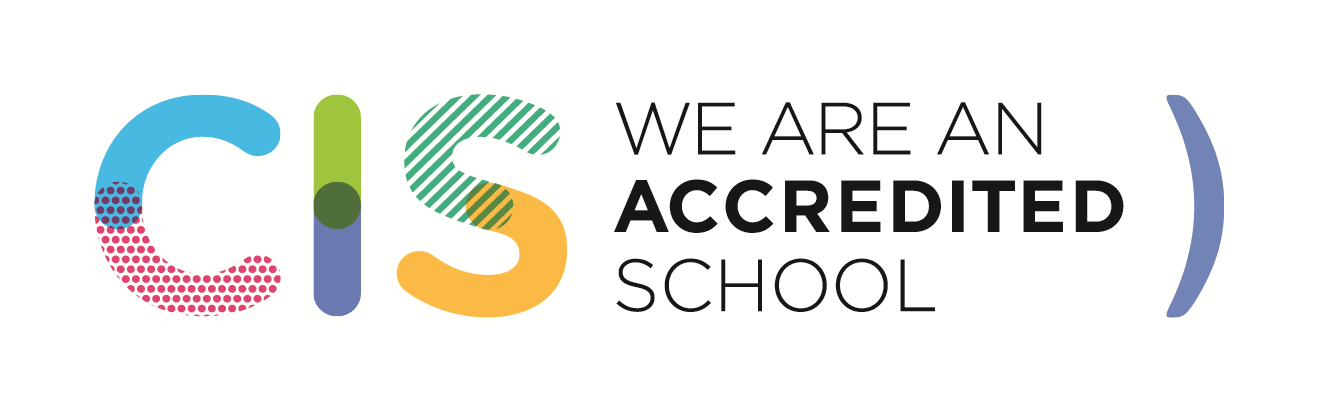 CIS
WE ARE AN
ACCREDITED
SCHOOL